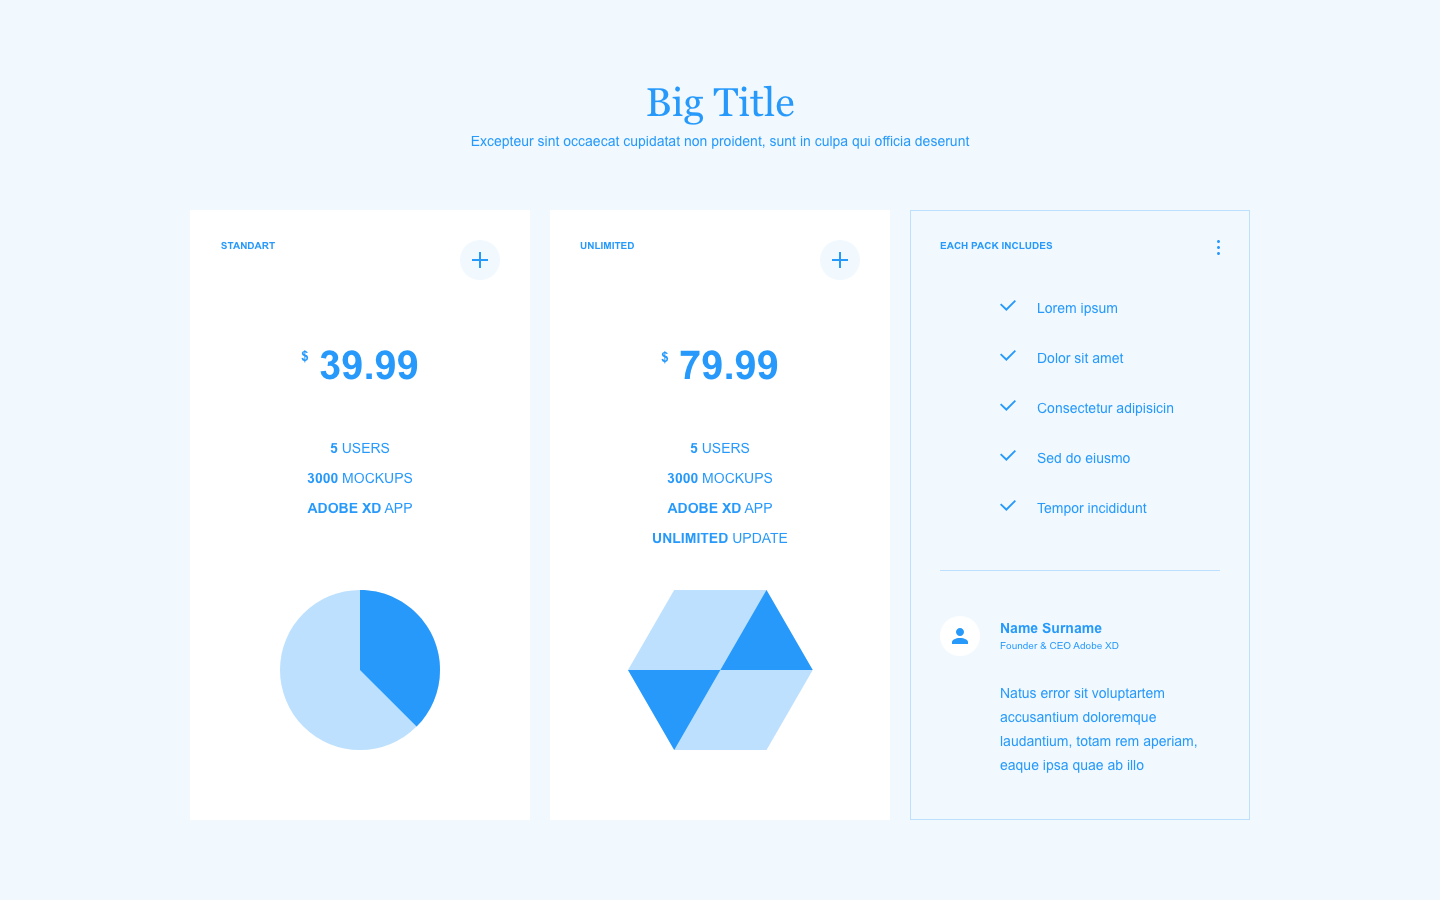 Big Title
Excepteur sint occaecat cupidatat non proident, sunt in culpa qui officia deserunt
STANDART
$ 39.99
5 USERS
3000 MOCKUPS
ADOBE XD APP
UNLIMITED
$ 79.99
5 USERS
3000 MOCKUPS
ADOBE XD APP
UNLIMITED UPDATE
EACH PACK INCLUDES
Lorem ipsum
Dolor sit amet
Consectetur adipisicin
Sed do eiusmo
Tempor incididunt
Name Surname
Founder & CEO Adobe XD
Natus error sit voluptartem
accusantium doloremque
laudantium, totam rem aperiam,
eaque ipsa quae ab illo